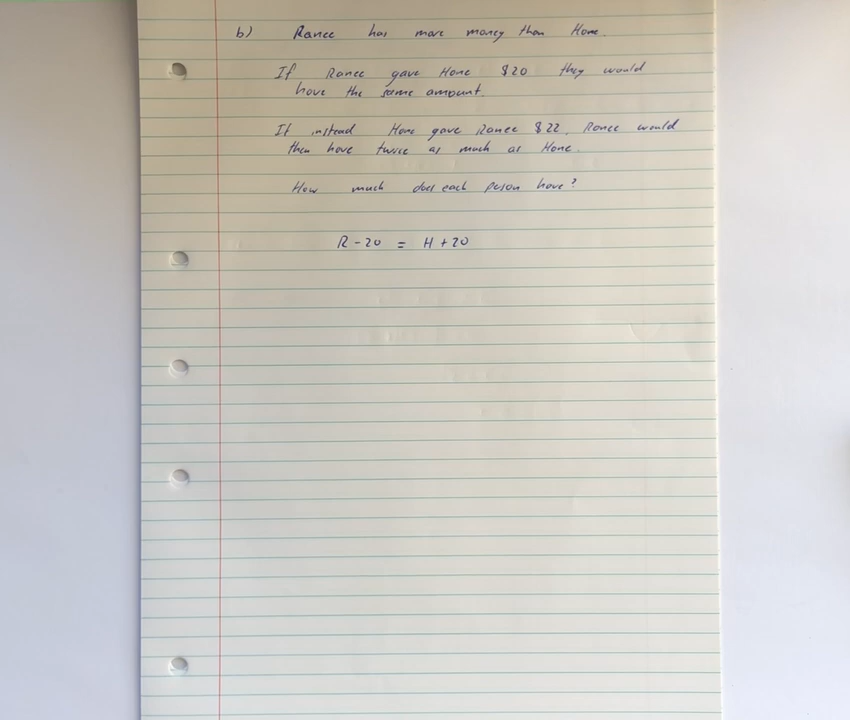 b) Ranee has more money than Hone.
If Ranee gave Hone $20 they would
have the same amount.
If instead Hone gave Ranee $22, Ranee would
then have twice as much as Hone.
How much does each person have?
R - 20 = H + 20